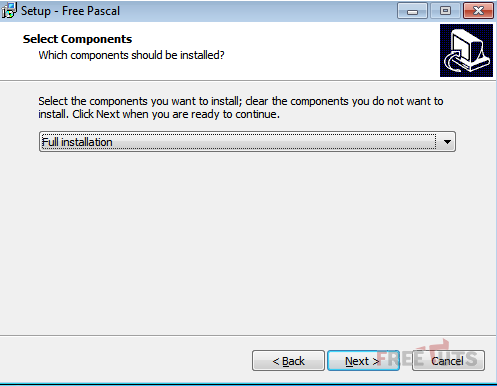 Setup - Free Pascal
Select Components
Which components should be installed?
Select the components you want to install; clear the components you do not want to
install. Click Next when you are ready to continue.
Full installation
< Back
Next >
Cancel
FREETUTS